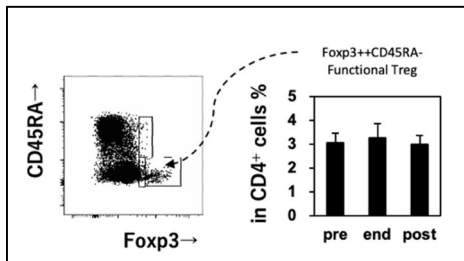 Foxp3++CD45RA-
Functional Treg
CD45RA→
Foxp3→
in CD4⁺ cells %
5
4
3
2
1
0
pre end post